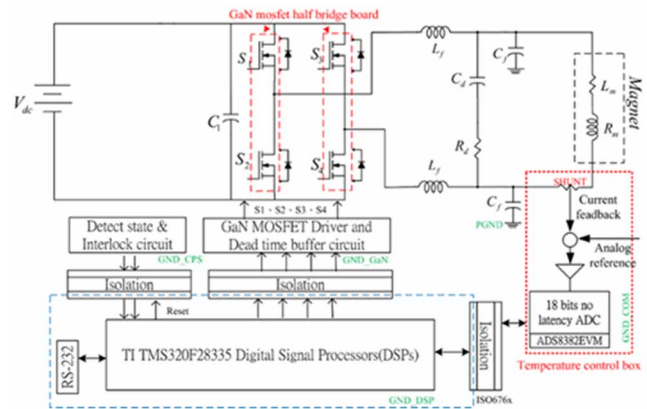 GaN mosfet half bridge board
S1
S3
Lf
Cf
Cd
Lm
Magnet
Vdc
C1
Rm
Rd
S2
S4
Lf
SHUNT
Cf
PGND
Current
feadback
S1、S2、S3、S4
Detect state &
Interlock circuit
GaN MOSFET Driver and
Dead time buffer circuit
GND_CPS
GND_GaN
Analog
reference
Isolation
Isolation
Reset
18 bits no
latency ADC
ADS8382EVM
GND_COM
Isolation
RS-232
TI TMS320F28335 Digital Signal Processors(DSPs)
Temperature control box
GND_DSP
ISO676x